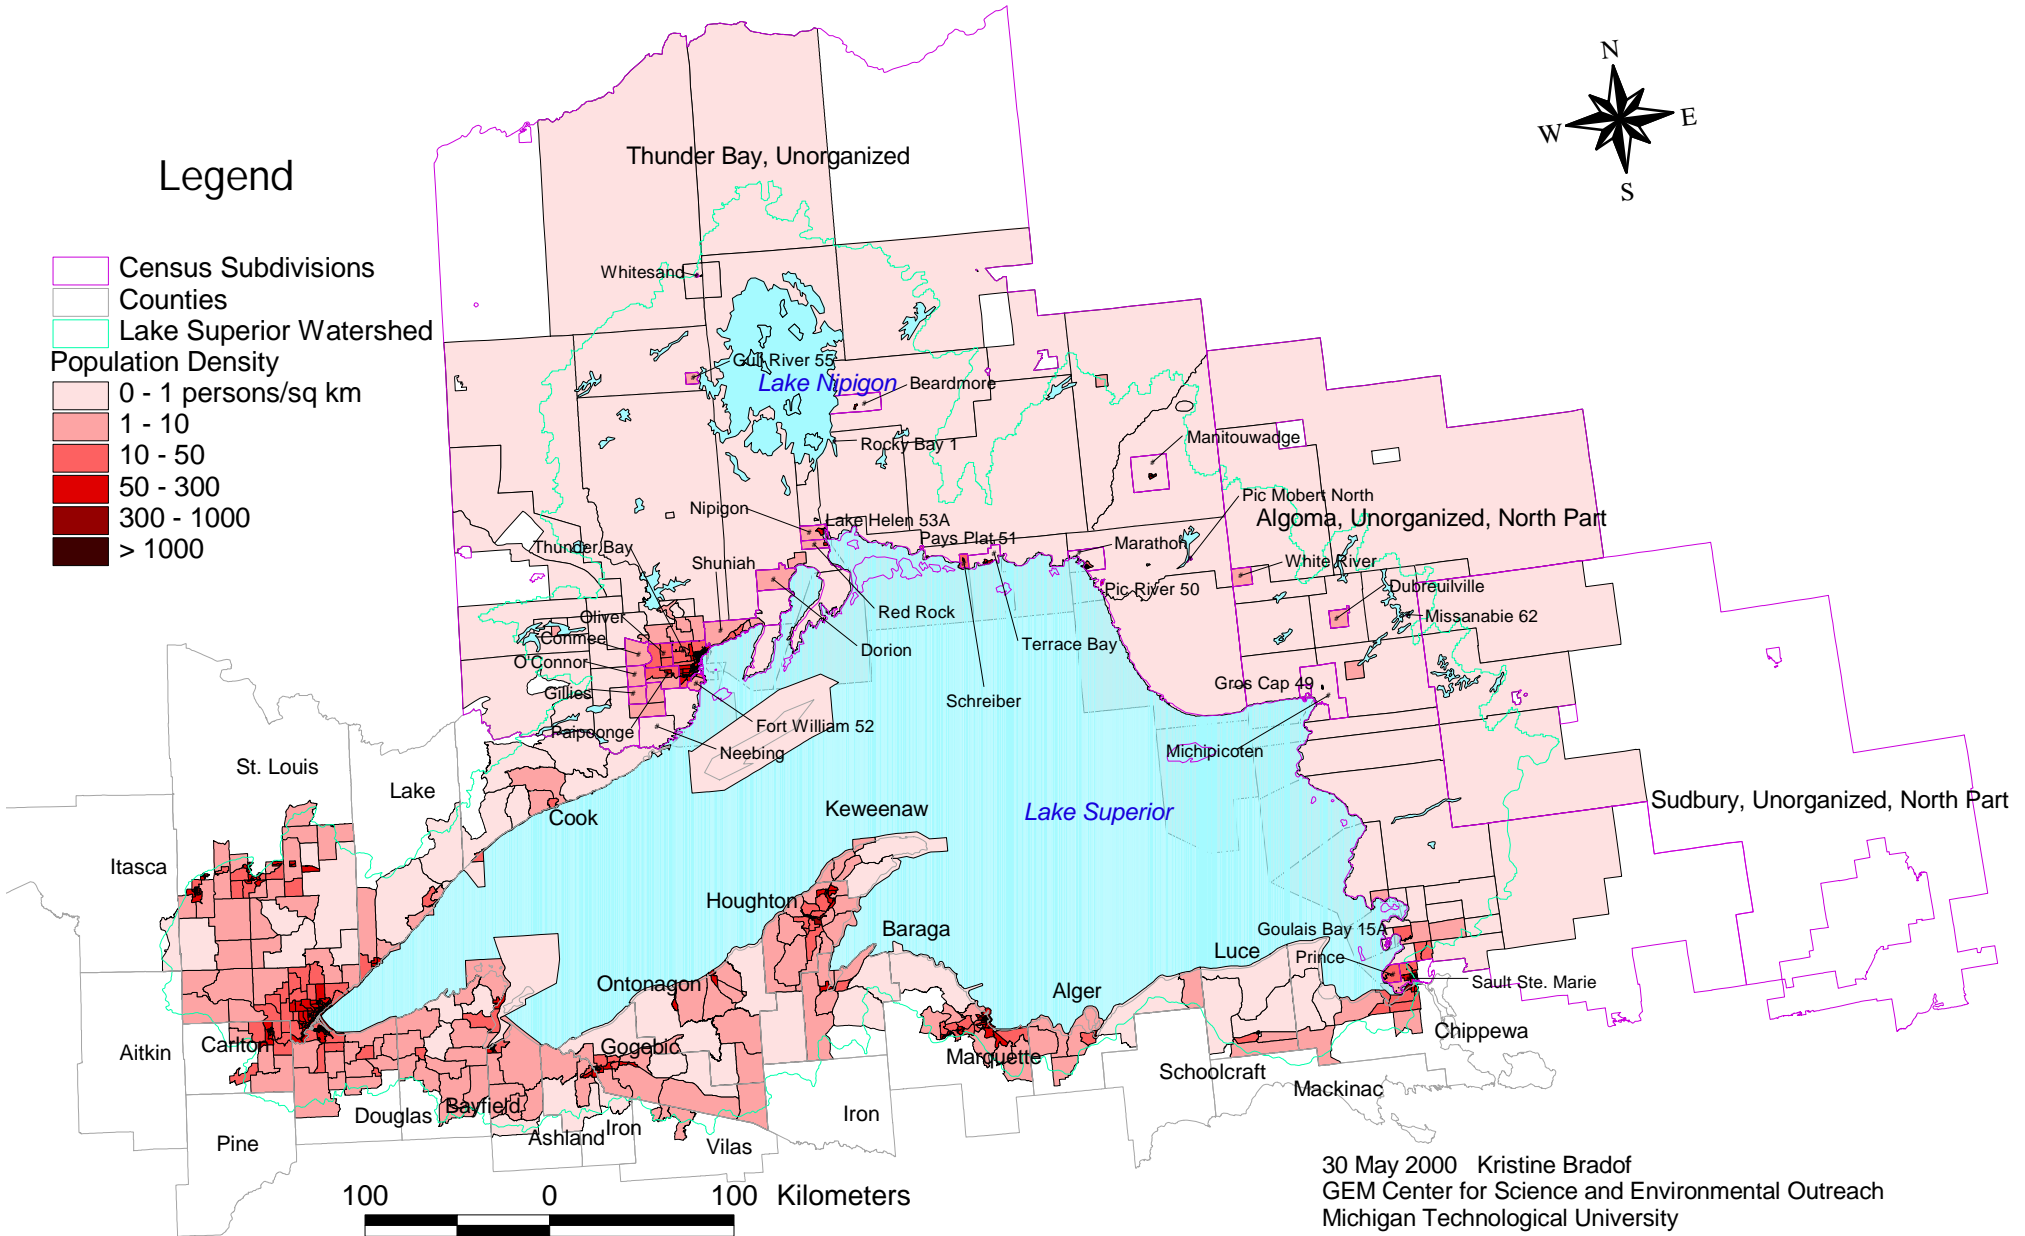 N
W
E
S
Legend
Census Subdivisions
Counties
Lake Superior Watershed
Population Density
0 - 1 persons/sq km
1 - 10
10 - 50
50 - 300
300 - 1000
> 1000
Thunder Bay, Unorganized
Whitesand
Gull River 55
Lake Nipigon
Beardmore
Rocky Bay 1
Manitouwadge
Pic Mobert North
Algoma, Unorganized, North Part
Nipigon
Lake Helen 53A
Pays Plat 51
Marathon
Thunder Bay
Shuniah
White River
Dubreuilville
Pic River 50
Missanabie 62
Red Rock
Oliver
Conmee
Dorion
Terrace Bay
O'Connor
Gillies
Gros Cap 49
Schreiber
Fort William 52
Paipoonge
Neebing
Michipicoten
St. Louis
Lake
Cook
Keweenaw
Lake Superior
Sudbury, Unorganized, North Part
Itasca
Houghton
Baraga
Goulais Bay 15A
Luce
Prince
Ontonagon
Alger
Sault Ste. Marie
Chippewa
Aitkin
Carlton
Gogebic
Marquette
Schoolcraft
Mackinac
Douglas
Bayfield
Ashland
Iron
Iron
Pine
Vilas
100 0 100 Kilometers
30 May 2000 Kristine Bradof
GEM Center for Science and Environmental Outreach
Michigan Technological University